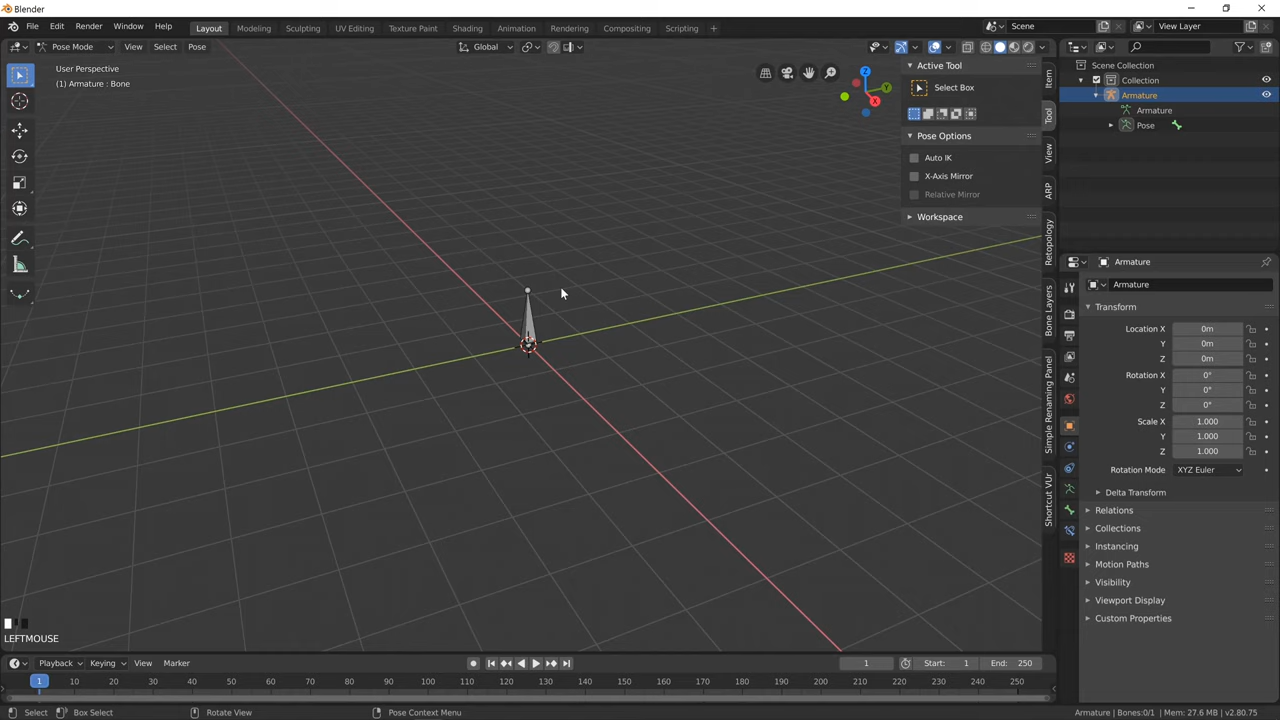 Blender
File Edit Render Window Help Layout Modeling Sculpting UV Editing Texture Paint Shading Animation Rendering Compositing Scripting + Scene View Layer
Pose Mode View Select Pose Global
User Perspective
(1) Armature : Bone
Active Tool
Select Box
Pose Options
Auto IK
X-Axis Mirror
Relative Mirror
Workspace
Item
Tool
View
ARP
Retopology
Bone Layers
Simple Renaming Panel
Shortcut VUr
X
Y
Z
Scene Collection
Collection
Armature
Armature
Pose
Armature
Armature
Transform
Location X 0m
Y 0m
Z 0m
Rotation X 0°
Y 0°
Z 0°
Scale X 1.000
Y 1.000
Z 1.000
Rotation Mode XYZ Euler
Delta Transform
Relations
Collections
Instancing
Motion Paths
Visibility
Viewport Display
Custom Properties
LEFTMOUSE
Playback Keying View Marker 1 Start: 1 End: 250
1 10 20 30 40 50 60 70 80 90 100 110 120 130 140 150 160 170 180 190 200 210 220 230 240 250
Select Box Select Rotate View Pose Context Menu Armature | Bones:0/1 | Mem: 27.6 MB | v2.80.75